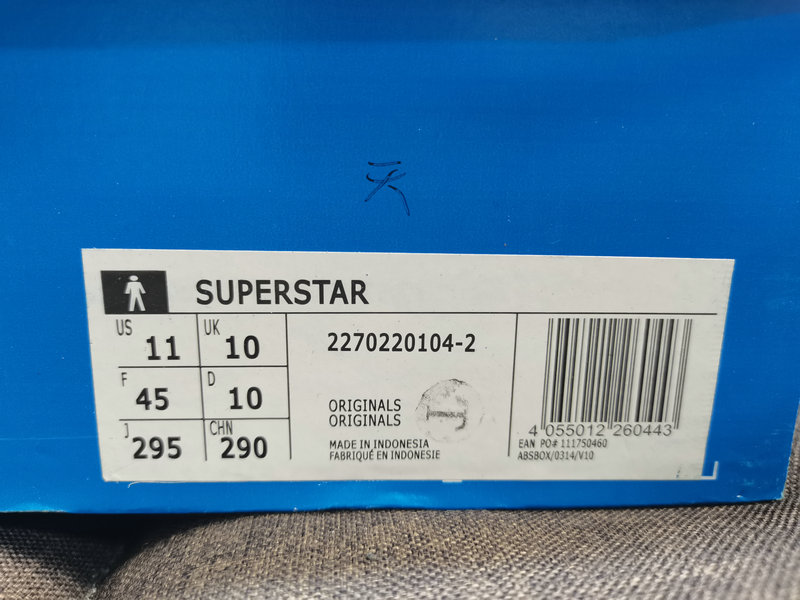 天
SUPERSTAR
US 11 UK 10
F 45 D 10
J 295 CHN 290
2270220104-2
ORIGINALS
ORIGINALS
MADE IN INDONESIA
FABRIQUÉ EN INDONESIE
4 055012 260443
EAN PO# 111750460
ABSBOX/0314/V10